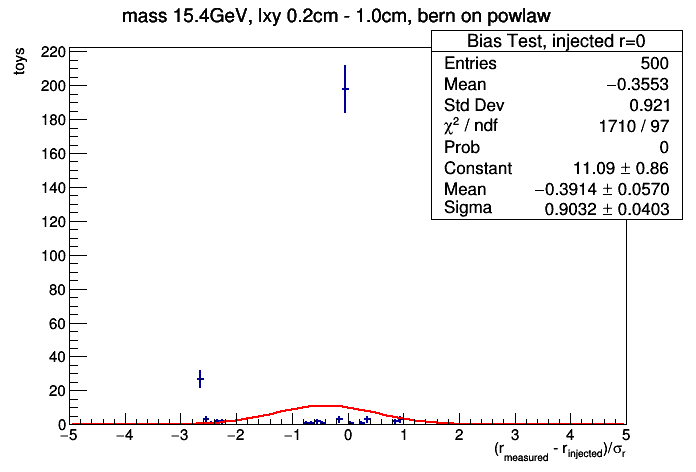 mass 15.4GeV, lxy 0.2cm - 1.0cm, bern on powlaw
Bias Test, injected r=0
Entries 500
Mean −0.3553
Std Dev 0.921
χ² / ndf 1710 / 97
Prob 0
Constant 11.09 ± 0.86
Mean −0.3914 ± 0.0570
Sigma 0.9032 ± 0.0403
toys
220
200
180
160
140
120
100
80
60
40
20
0
−5 −4 −3 −2 −1 0 1 2 3 4 5
(r_measured - r_injected)/σ_r